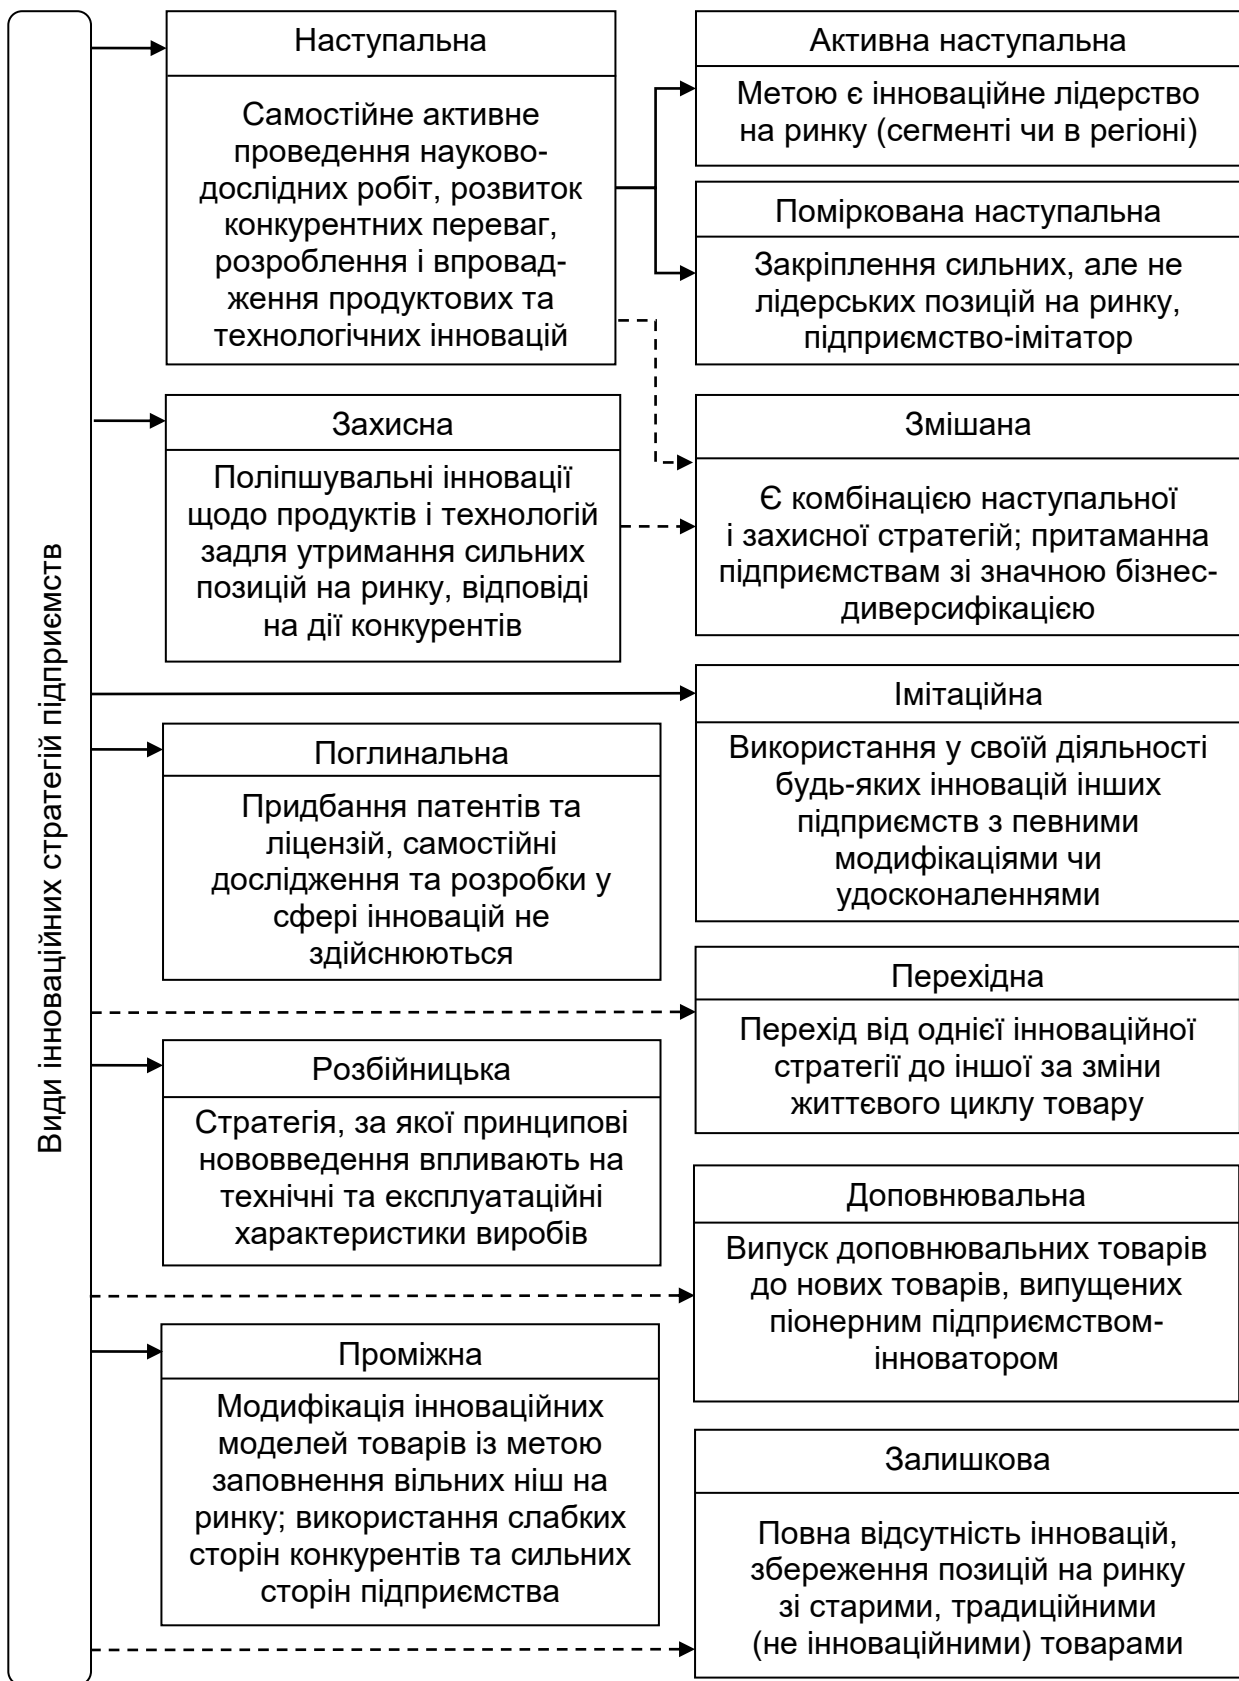 Види інноваційних стратегій підприємств
Наступальна
Самостійне активне
проведення науково-
дослідних робіт, розвиток
конкурентних переваг,
розроблення і впровад-
ження продуктових та
технологічних інновацій
Активна наступальна
Метою є інноваційне лідерство
на ринку (сегменті чи в регіоні)
Поміркована наступальна
Закріплення сильних, але не
лідерських позицій на ринку,
підприємство-імітатор
Захисна
Поліпшувальні інновації
щодо продуктів і технологій
задля утримання сильних
позицій на ринку, відповіді
на дії конкурентів
Змішана
Є комбінацією наступальної
і захисної стратегій; притаманна
підприємствам зі значною бізнес-
диверсифікацією
Імітаційна
Використання у своїй діяльності
будь-яких інновацій інших
підприємств з певними
модифікаціями чи
удосконаленнями
Поглинальна
Придбання патентів та
ліцензій, самостійні
дослідження та розробки у
сфері інновацій не
здійснюються
Перехідна
Перехід від однієї інноваційної
стратегії до іншої за зміни
життєвого циклу товару
Розбійницька
Стратегія, за якої принципові
нововведення впливають на
технічні та експлуатаційні
характеристики виробів
Доповнювальна
Випуск доповнювальних товарів
до нових товарів, випущених
піонерним підприємством-
інноватором
Проміжна
Модифікація інноваційних
моделей товарів із метою
заповнення вільних ніш на
ринку; використання слабких
сторін конкурентів та сильних
сторін підприємства
Залишкова
Повна відсутність інновацій,
збереження позицій на ринку
зі старими, традиційними
(не інноваційними) товарами